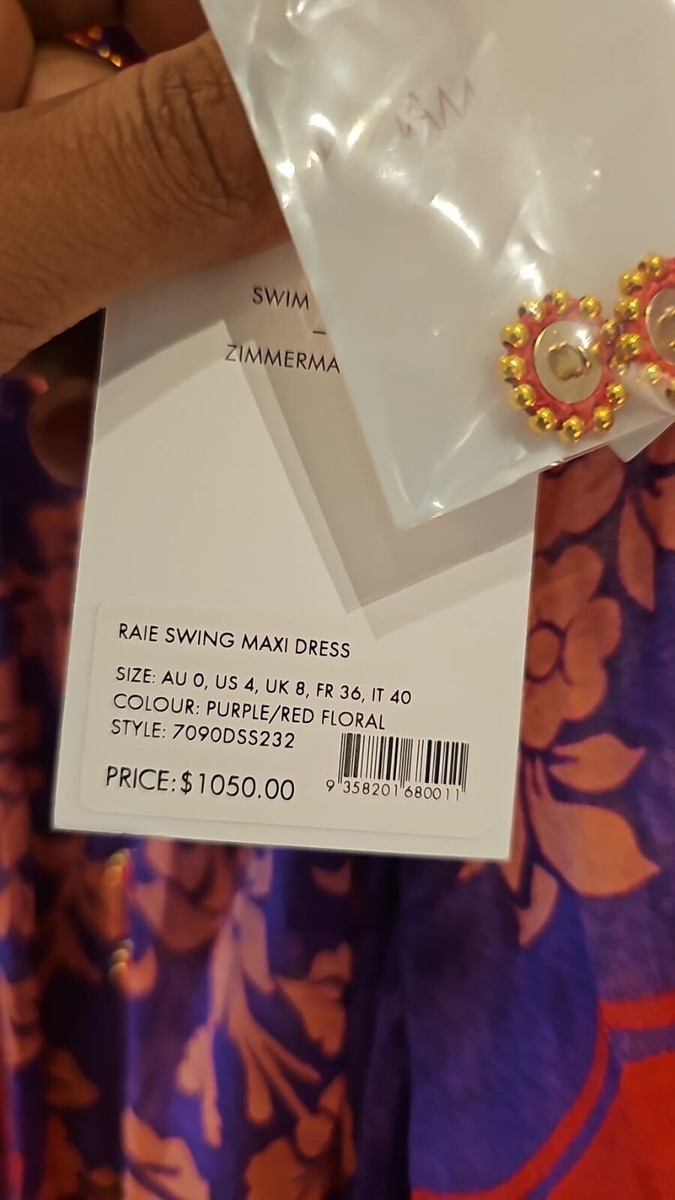 SWIM
ZIMMERMA
RAIE SWING MAXI DRESS
SIZE: AU 0, US 4, UK 8, FR 36, IT 40
COLOUR: PURPLE/RED FLORAL
STYLE: 7090DSS232
PRICE: $1050.00
9 358201 680011